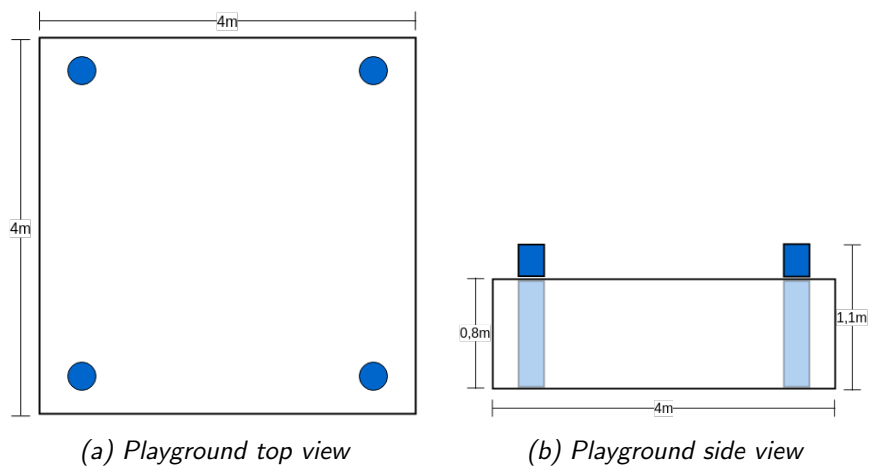 4m
4m
0,8m
1,1m
4m
(a) Playground top view
(b) Playground side view